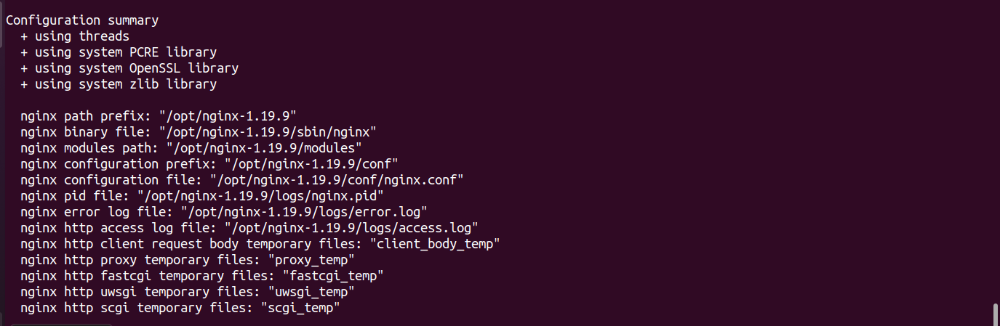 Configuration summary
+ using threads
+ using system PCRE library
+ using system OpenSSL library
+ using system zlib library
nginx path prefix: "/opt/nginx-1.19.9"
nginx binary file: "/opt/nginx-1.19.9/sbin/nginx"
nginx modules path: "/opt/nginx-1.19.9/modules"
nginx configuration prefix: "/opt/nginx-1.19.9/conf"
nginx configuration file: "/opt/nginx-1.19.9/conf/nginx.conf"
nginx pid file: "/opt/nginx-1.19.9/logs/nginx.pid"
nginx error log file: "/opt/nginx-1.19.9/logs/error.log"
nginx http access log file: "/opt/nginx-1.19.9/logs/access.log"
nginx http client request body temporary files: "client_body_temp"
nginx http proxy temporary files: "proxy_temp"
nginx http fastcgi temporary files: "fastcgi_temp"
nginx http uwsgi temporary files: "uwsgi_temp"
nginx http scgi temporary files: "scgi_temp"